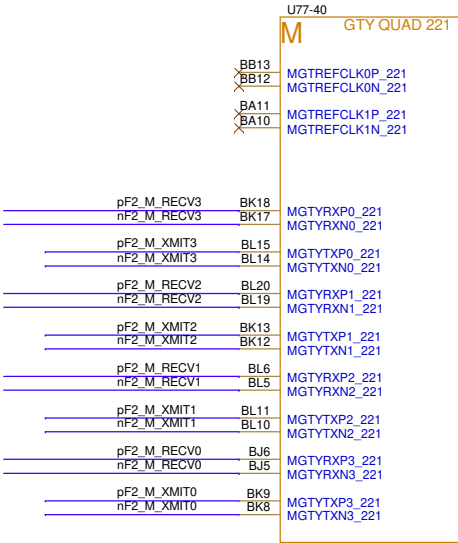 U77-40
M GTY QUAD 221
BB13 MGTREFCLK0P_221
BB12 MGTREFCLK0N_221
BA11 MGTREFCLK1P_221
BA10 MGTREFCLK1N_221
pF2_M_RECV3 BK18 MGTYRXP0_221
nF2_M_RECV3 BK17 MGTYRXN0_221
pF2_M_XMIT3 BL15 MGTYTXP0_221
nF2_M_XMIT3 BL14 MGTYTXN0_221
pF2_M_RECV2 BL20 MGTYRXP1_221
nF2_M_RECV2 BL19 MGTYRXN1_221
pF2_M_XMIT2 BK13 MGTYTXP1_221
nF2_M_XMIT2 BK12 MGTYTXN1_221
pF2_M_RECV1 BL6 MGTYRXP2_221
nF2_M_RECV1 BL5 MGTYRXN2_221
pF2_M_XMIT1 BL11 MGTYTXP2_221
nF2_M_XMIT1 BL10 MGTYTXN2_221
pF2_M_RECV0 BJ6 MGTYRXP3_221
nF2_M_RECV0 BJ5 MGTYRXN3_221
pF2_M_XMIT0 BK9 MGTYTXP3_221
nF2_M_XMIT0 BK8 MGTYTXN3_221